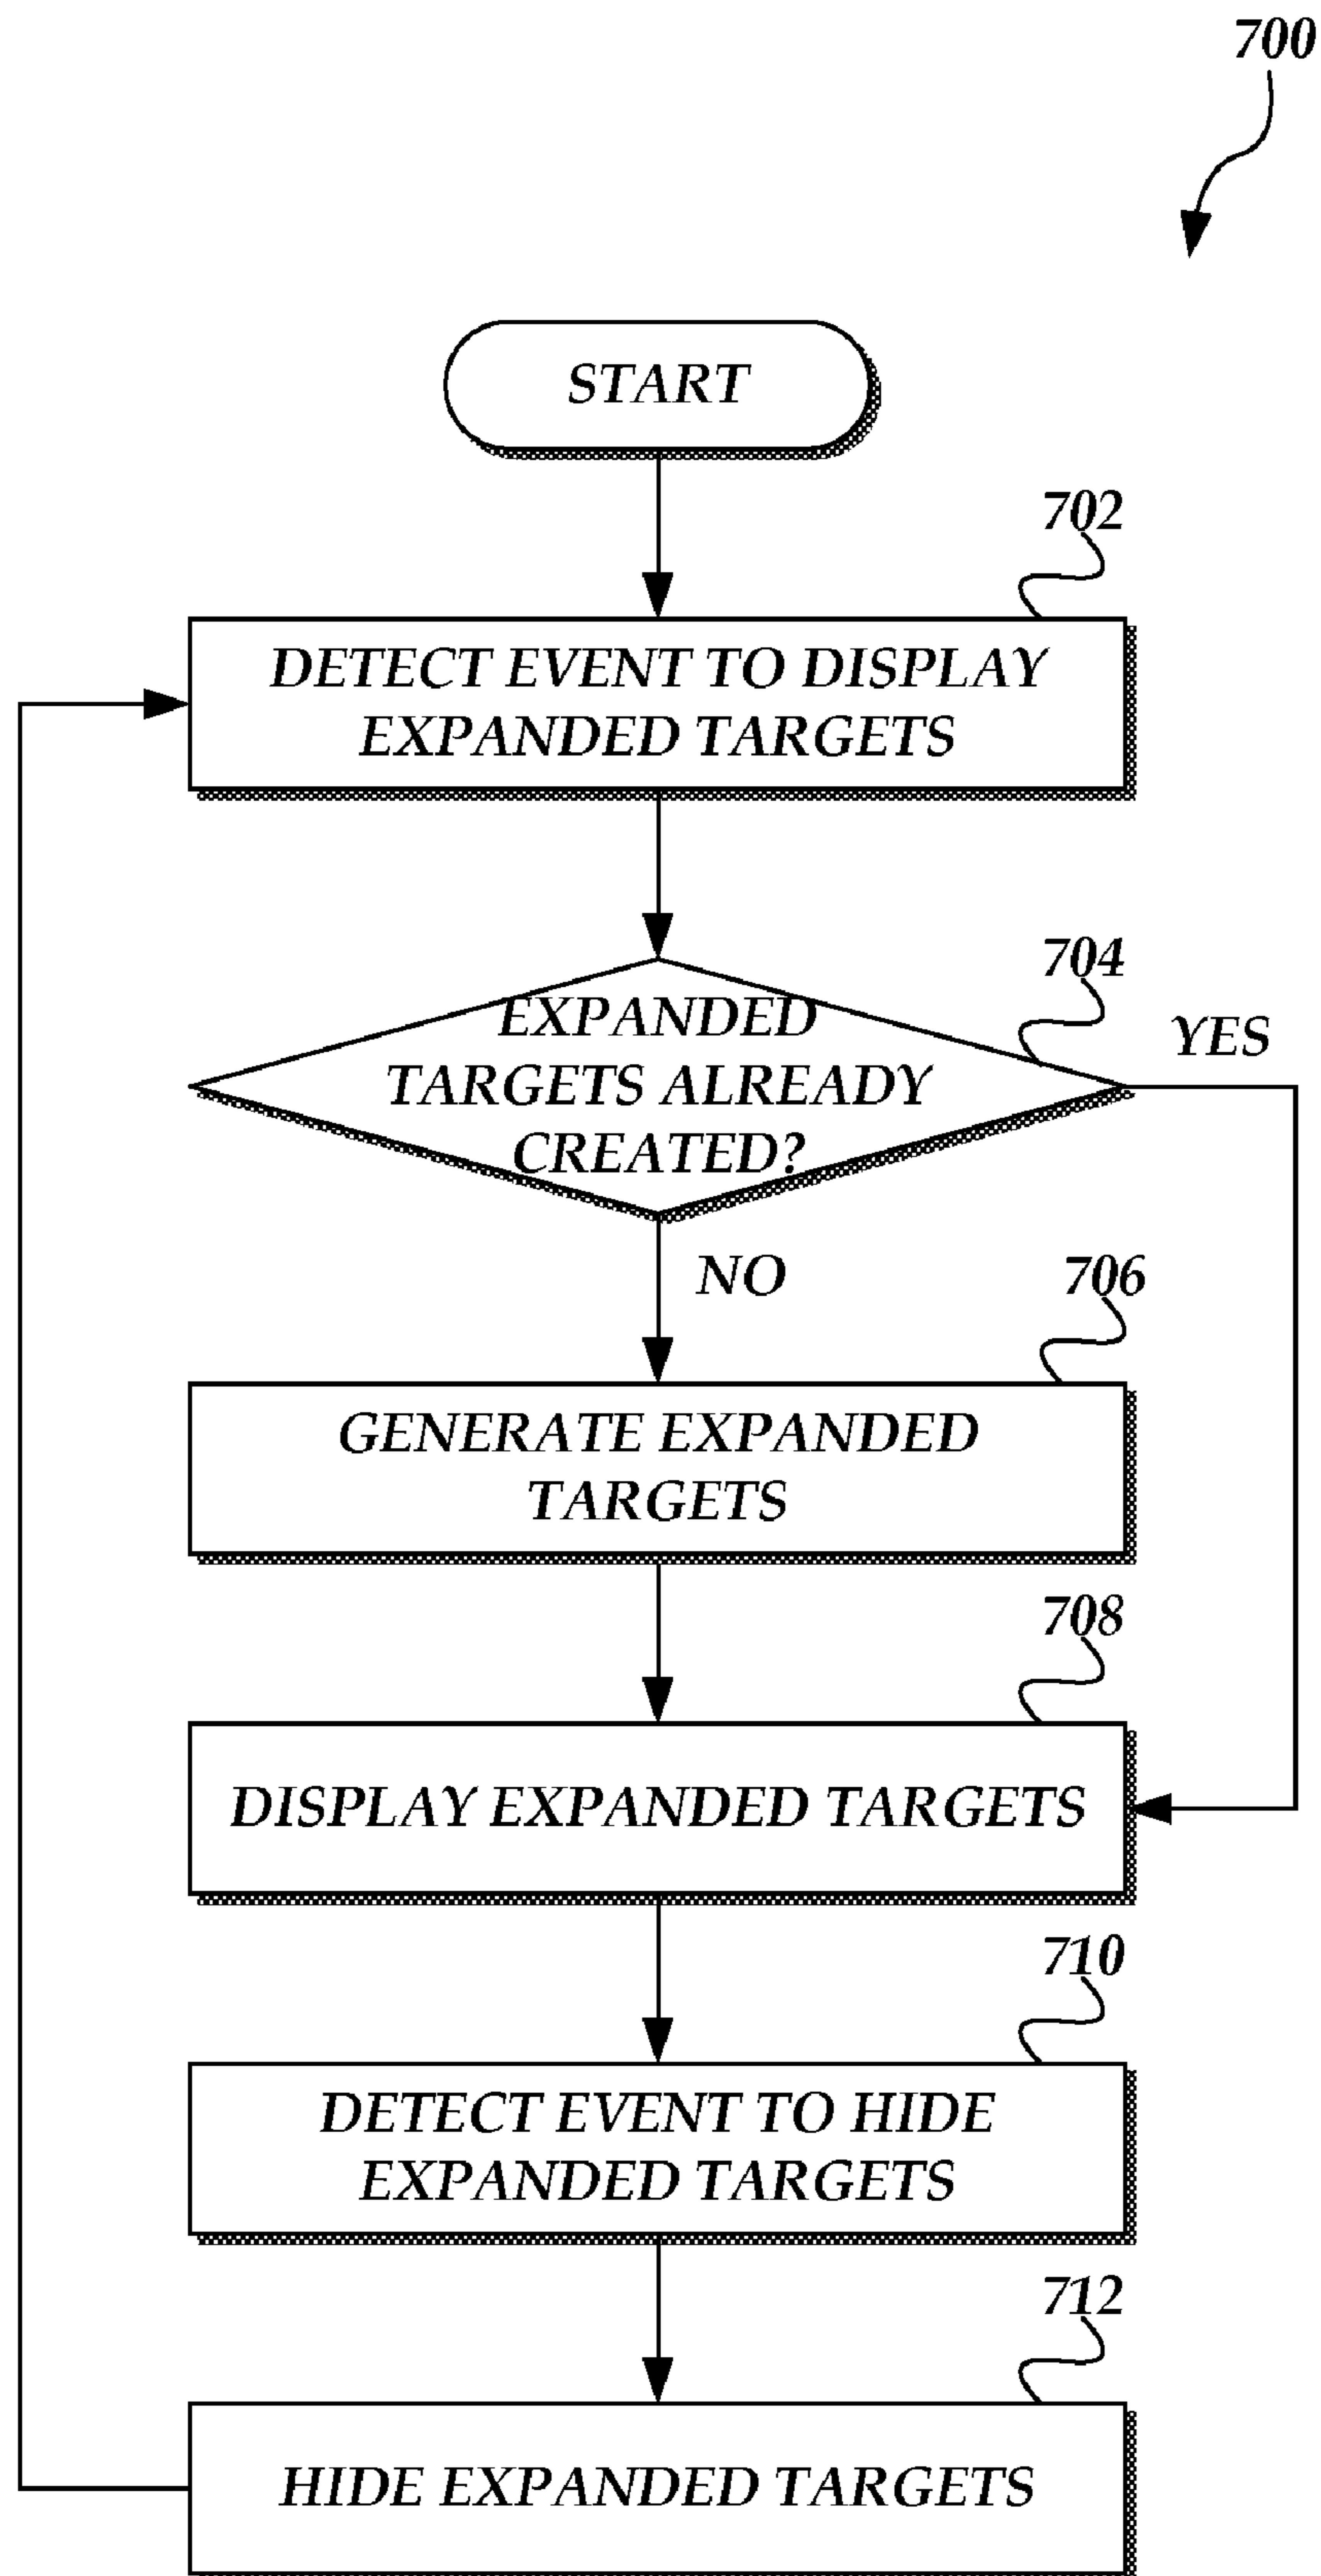 700
START
702
DETECT EVENT TO DISPLAY
EXPANDED TARGETS
704
EXPANDED
TARGETS ALREADY
CREATED?
YES
NO
706
GENERATE EXPANDED
TARGETS
708
DISPLAY EXPANDED TARGETS
710
DETECT EVENT TO HIDE
EXPANDED TARGETS
712
HIDE EXPANDED TARGETS